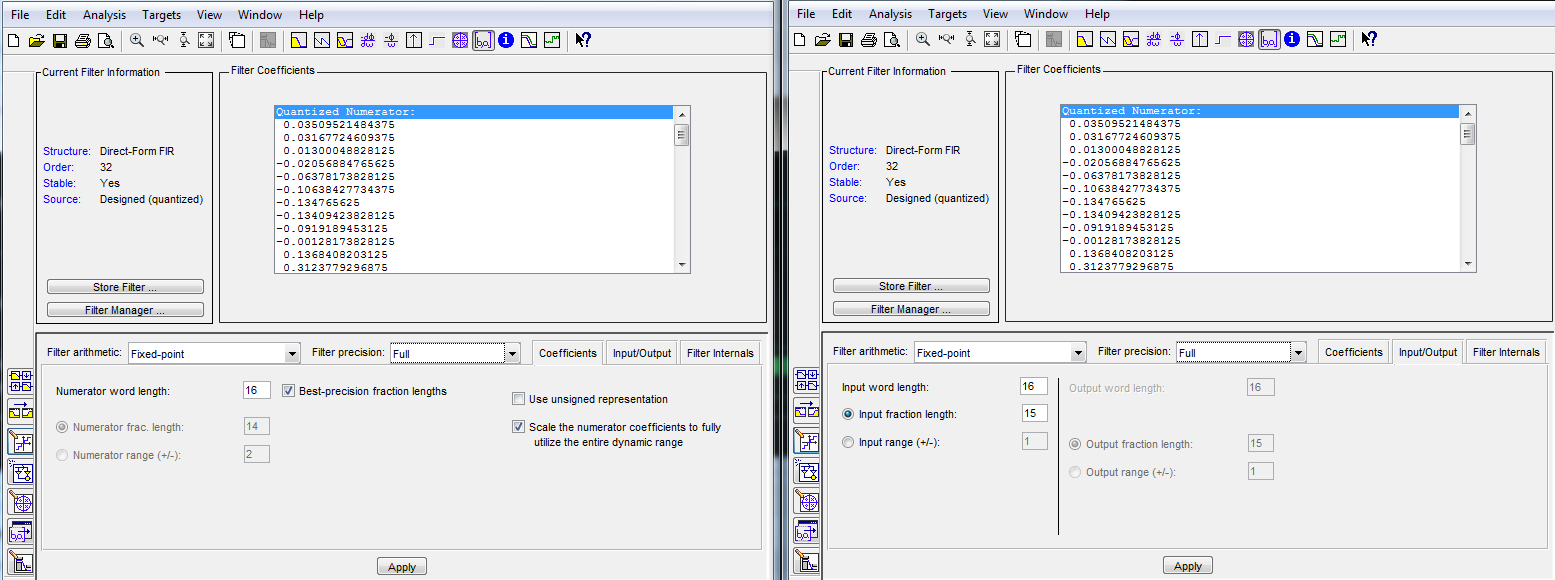 File Edit Analysis Targets View Window Help
Current Filter Information
Structure: Direct-Form FIR
Order: 32
Stable: Yes
Source: Designed (quantized)
Store Filter ...
Filter Manager ...
Filter Coefficients
Quantized Numerator:
0.03509521484375
0.03167724609375
0.01300048828125
-0.02056884765625
-0.06378173828125
-0.10638427734375
-0.134765625
-0.13409423828125
-0.0919189453125
-0.00128173828125
0.1368408203125
0.3123779296875
Filter arithmetic: Fixed-point Filter precision: Full Coefficients Input/Output Filter Internals
Numerator word length: 16 Best-precision fraction lengths
Numerator frac. length: 14
Numerator range (+/-): 2
Use unsigned representation
Scale the numerator coefficients to fully
utilize the entire dynamic range
Apply
File Edit Analysis Targets View Window Help
Current Filter Information
Structure: Direct-Form FIR
Order: 32
Stable: Yes
Source: Designed (quantized)
Store Filter ...
Filter Manager ...
Filter Coefficients
Quantized Numerator:
0.03509521484375
0.03167724609375
0.01300048828125
-0.02056884765625
-0.06378173828125
-0.10638427734375
-0.134765625
-0.13409423828125
-0.0919189453125
-0.00128173828125
0.1368408203125
0.3123779296875
Filter arithmetic: Fixed-point Filter precision: Full Coefficients Input/Output Filter Internals
Input word length: 16
Input fraction length: 15
Input range (+/-): 1
Output word length: 16
Output fraction length: 15
Output range (+/-): 1
Apply